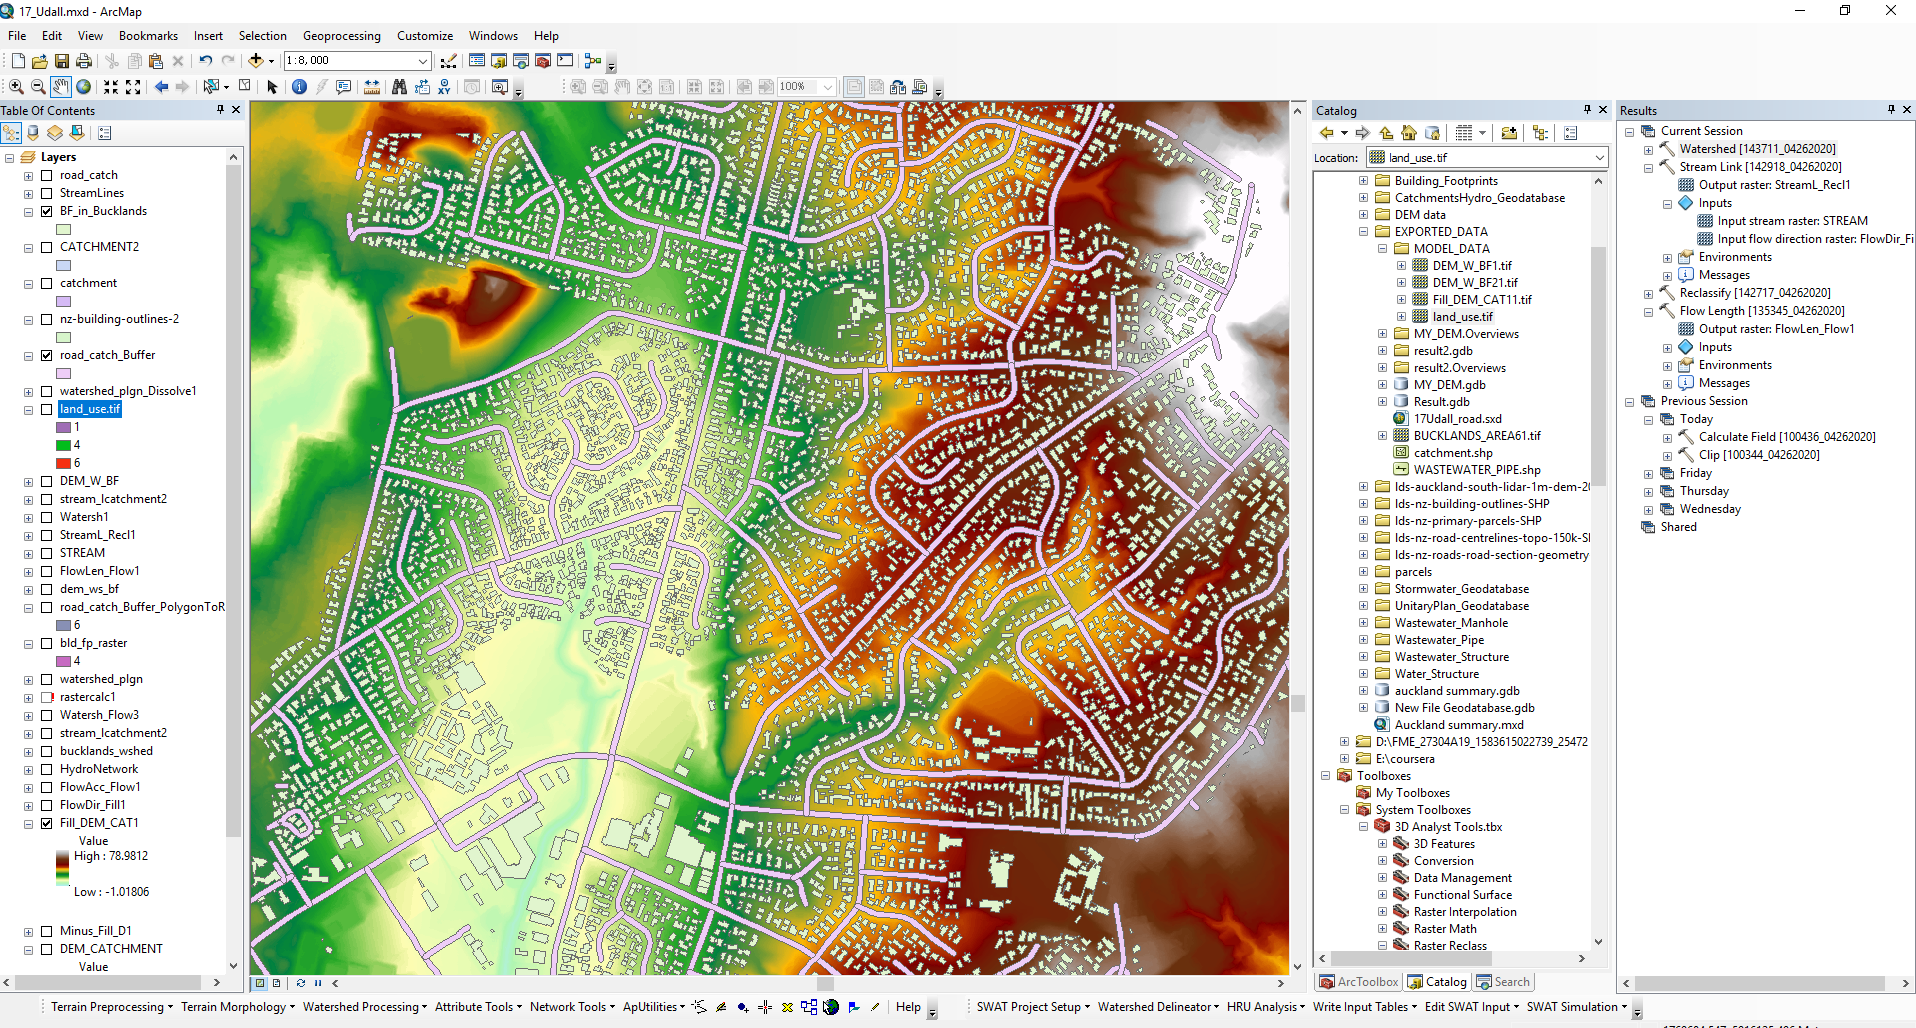 17_Udall.mxd - ArcMap
File Edit View Bookmarks Insert Selection Geoprocessing Customize Windows Help
1:8,000
100%
Table Of Contents
Layers
road_catch
StreamLines
BF_in_Bucklands
CATCHMENT2
catchment
nz-building-outlines-2
road_catch_Buffer
watershed_plgn_Dissolve1
land_use.tif
1
4
6
DEM_W_BF
stream_lcatchment2
Watersh1
StreamL_Recl1
STREAM
FlowLen_Flow1
dem_ws_bf
road_catch_Buffer_PolygonToR
6
bld_fp_raster
4
watershed_plgn
rastercalc1
Watersh_Flow3
stream_lcatchment2
bucklands_wshed
HydroNetwork
FlowAcc_Flow1
FlowDir_Fill1
Fill_DEM_CAT1
Value
High : 78.9812
Low : -1.01806
Minus_Fill_D1
DEM_CATCHMENT
Value
Catalog
Location: land_use.tif
Building_Footprints
CatchmentsHydro_Geodatabase
DEM data
EXPORTED_DATA
MODEL_DATA
DEM_W_BF1.tif
DEM_W_BF21.tif
Fill_DEM_CAT11.tif
land_use.tif
MY_DEM.Overviews
result2.gdb
result2.Overviews
MY_DEM.gdb
Result.gdb
17Udall_road.sxd
BUCKLANDS_AREA61.tif
catchment.shp
WASTEWATER_PIPE.shp
lds-auckland-south-lidar-1m-dem-20
lds-nz-building-outlines-SHP
lds-nz-primary-parcels-SHP
lds-nz-road-centrelines-topo-150k-SI
lds-nz-roads-road-section-geometry
parcels
Stormwater_Geodatabase
UnitaryPlan_Geodatabase
Wastewater_Manhole
Wastewater_Pipe
Wastewater_Structure
Water_Structure
auckland summary.gdb
New File Geodatabase.gdb
Auckland summary.mxd
D:\FME_27304A19_1583615022739_25472
E:\coursera
Toolboxes
My Toolboxes
System Toolboxes
3D Analyst Tools.tbx
3D Features
Conversion
Data Management
Functional Surface
Raster Interpolation
Raster Math
Raster Reclass
ArcToolbox Catalog Search
Results
Current Session
Watershed [143711_04262020]
Stream Link [142918_04262020]
Output raster: StreamL_Recl1
Inputs
Input stream raster: STREAM
Input flow direction raster: FlowDir_Fi
Environments
Messages
Reclassify [142717_04262020]
Flow Length [135345_04262020]
Output raster: FlowLen_Flow1
Inputs
Environments
Messages
Previous Session
Today
Calculate Field [100436_04262020]
Clip [100344_04262020]
Friday
Thursday
Wednesday
Shared
Terrain Preprocessing Terrain Morphology Watershed Processing Attribute Tools Network Tools ApUtilities Help
SWAT Project Setup Watershed Delineator HRU Analysis Write Input Tables Edit SWAT Input SWAT Simulation